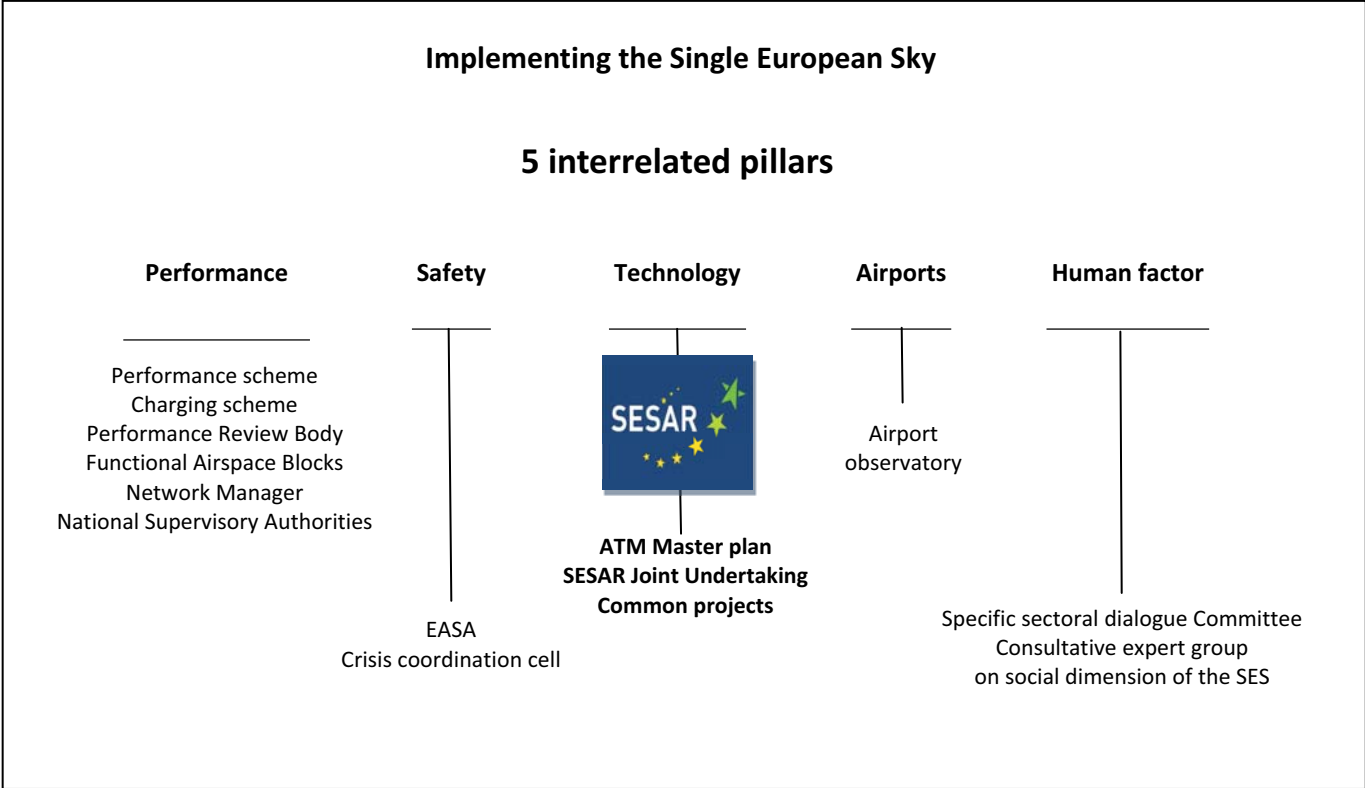 Implementing the Single European Sky
5 interrelated pillars
Performance
Performance scheme
Charging scheme
Performance Review Body
Functional Airspace Blocks
Network Manager
National Supervisory Authorities
Safety
EASA
Crisis coordination cell
Technology
SESAR
ATM Master plan
SESAR Joint Undertaking
Common projects
Airports
Airport
observatory
Human factor
Specific sectoral dialogue Committee
Consultative expert group
on social dimension of the SES